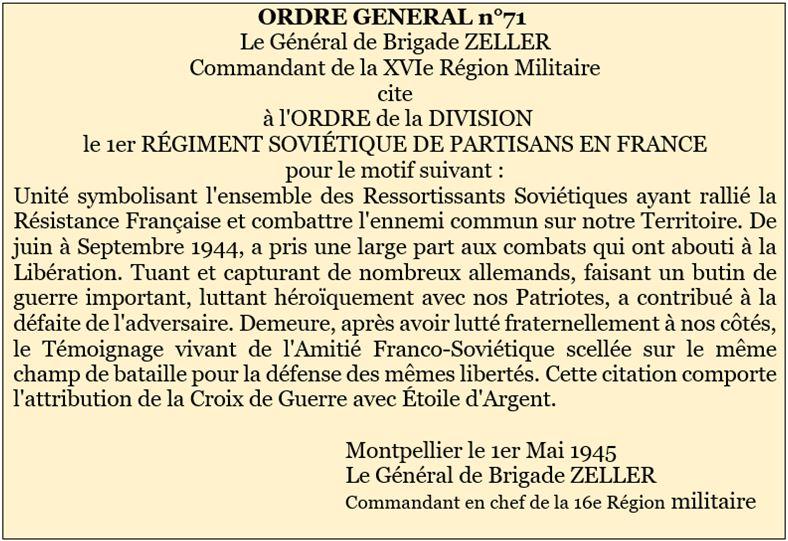 ORDRE GENERAL n°71
Le Général de Brigade ZELLER
Commandant de la XVIe Région Militaire
cite
à l'ORDRE de la DIVISION
le 1er RÉGIMENT SOVIÉTIQUE DE PARTISANS EN FRANCE
pour le motif suivant :
Unité symbolisant l'ensemble des Ressortissants Soviétiques ayant rallié la
Résistance Française et combattre l'ennemi commun sur notre Territoire. De
juin à Septembre 1944, a pris une large part aux combats qui ont abouti à la
Libération. Tuant et capturant de nombreux allemands, faisant un butin de
guerre important, luttant héroïquement avec nos Patriotes, a contribué à la
défaite de l'adversaire. Demeure, après avoir lutté fraternellement à nos côtés,
le Témoignage vivant de l'Amitié Franco-Soviétique scellée sur le même
champ de bataille pour la défense des mêmes libertés. Cette citation comporte
l'attribution de la Croix de Guerre avec Étoile d'Argent.
Montpellier le 1er Mai 1945
Le Général de Brigade ZELLER
Commandant en chef de la 16e Région militaire